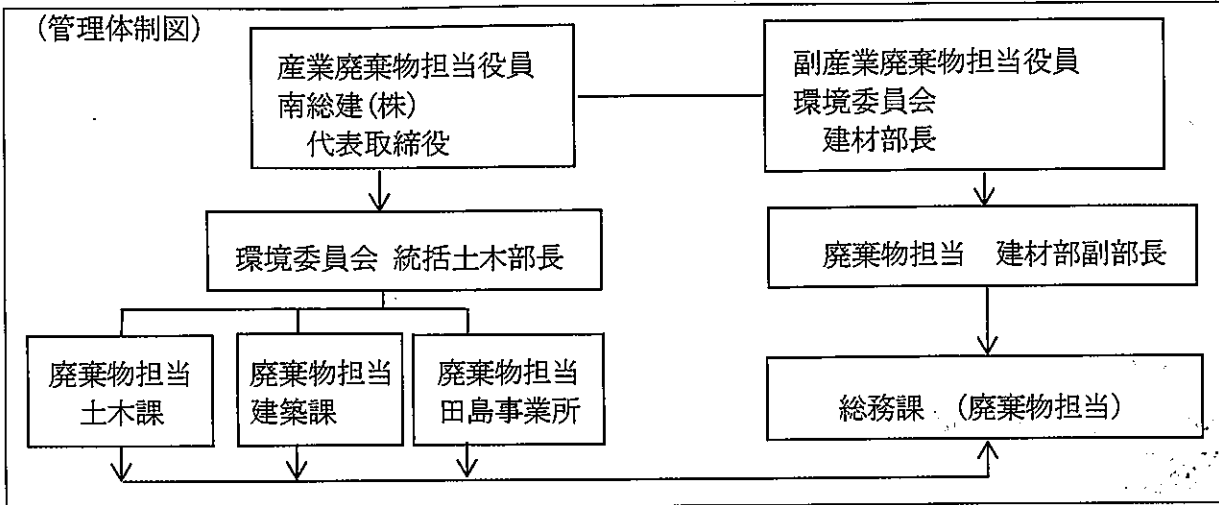 (管理体制図)
産業廃棄物担当役員
南総建(株)
代表取締役
副産業廃棄物担当役員
環境委員会
建材部長
環境委員会 統括土木部長
廃棄物担当 建材部副部長
廃棄物担当
土木課
廃棄物担当
建築課
廃棄物担当
田島事業所
総務課 (廃棄物担当)